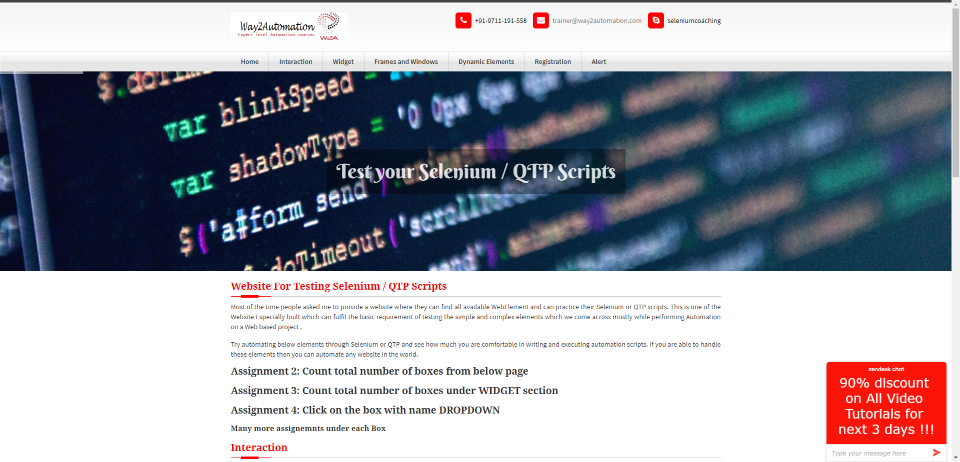 Way2Automation
Expert level Automation courses
W2A
+91-9711-191-558
trainer@way2automation.com
seleniumcoaching
Home
Interaction
Widget
Frames and Windows
Dynamic Elements
Registration
Alert
var blinkSpeed
var shadowType = '0 0px 6px 0px
$('a#form_send')
Test your Selenium / QTP Scripts
Website For Testing Selenium / QTP Scripts
Most of the time people asked me to provide a website where they can find all available WebElement and can practice their Selenium or QTP scripts. This is one of the
Website I specially built which can fulfil the basic requirement of testing the simple and complex elements which we come across mostly while performing Automation
on a Web based project .
Try automating below elements through Selenium or QTP and see how much you are comfortable in writing and executing automation scripts. If you are able to handle
these elements then you can automate any website in the world.
Assignment 2: Count total number of boxes from below page
Assignment 3: Count total number of boxes under WIDGET section
Assignment 4: Click on the box with name DROPDOWN
Many more assignemnts under each Box
Interaction
zendesk chat
90% discount
on All Video
Tutorials for
next 3 days !!!
Type your message here